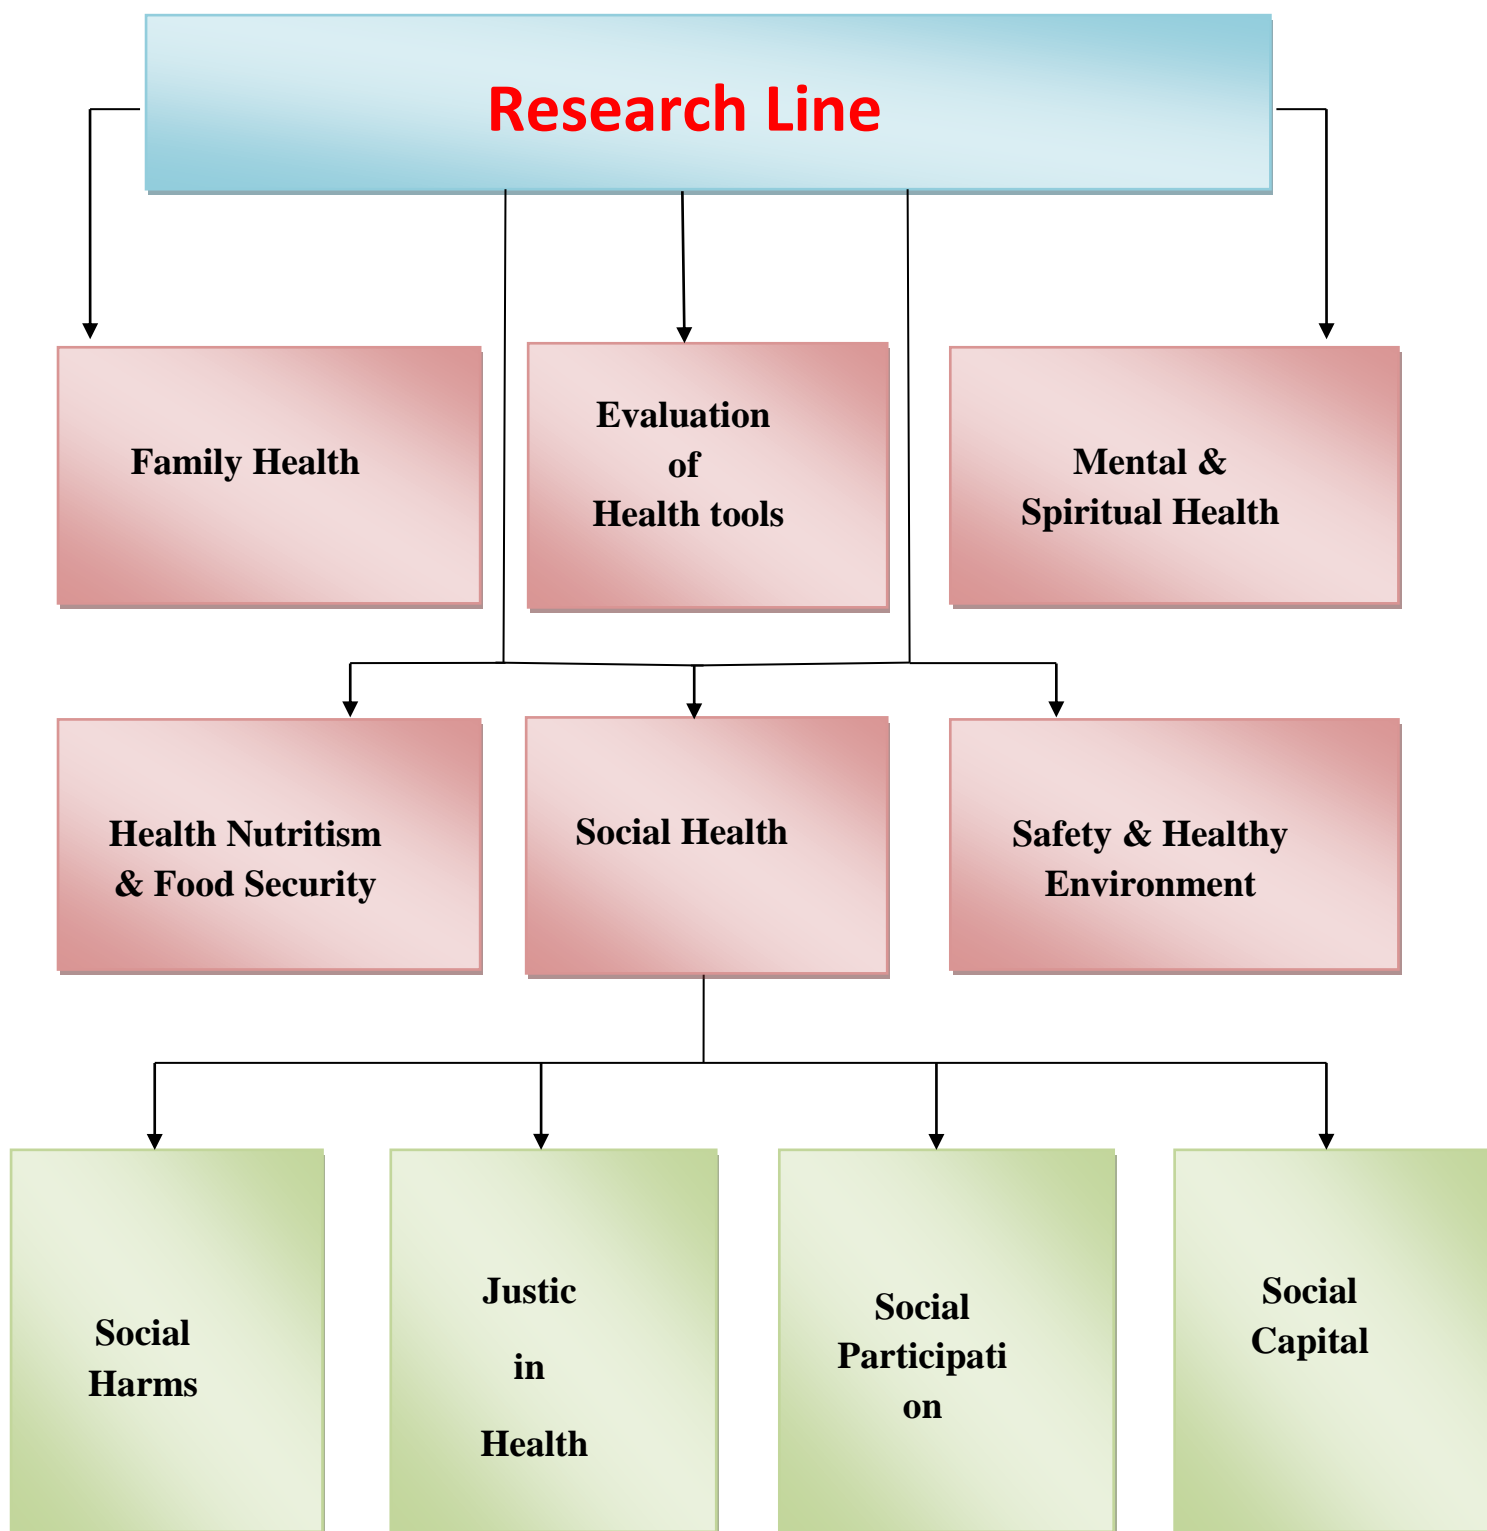 Research Line
Family Health
Evaluation
of
Health tools
Mental &
Spiritual Health
Health Nutritism
& Food Security
Social Health
Safety & Healthy
Environment
Social
Harms
Justic
in
Health
Social
Participati
on
Social
Capital